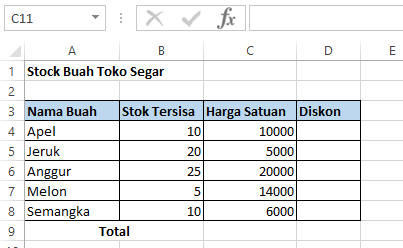 C11 fx
A B C D E
1 Stock Buah Toko Segar
2
3 Nama Buah Stok Tersisa Harga Satuan Diskon
4 Apel 10 10000
5 Jeruk 20 5000
6 Anggur 25 20000
7 Melon 5 14000
8 Semangka 10 6000
9 Total